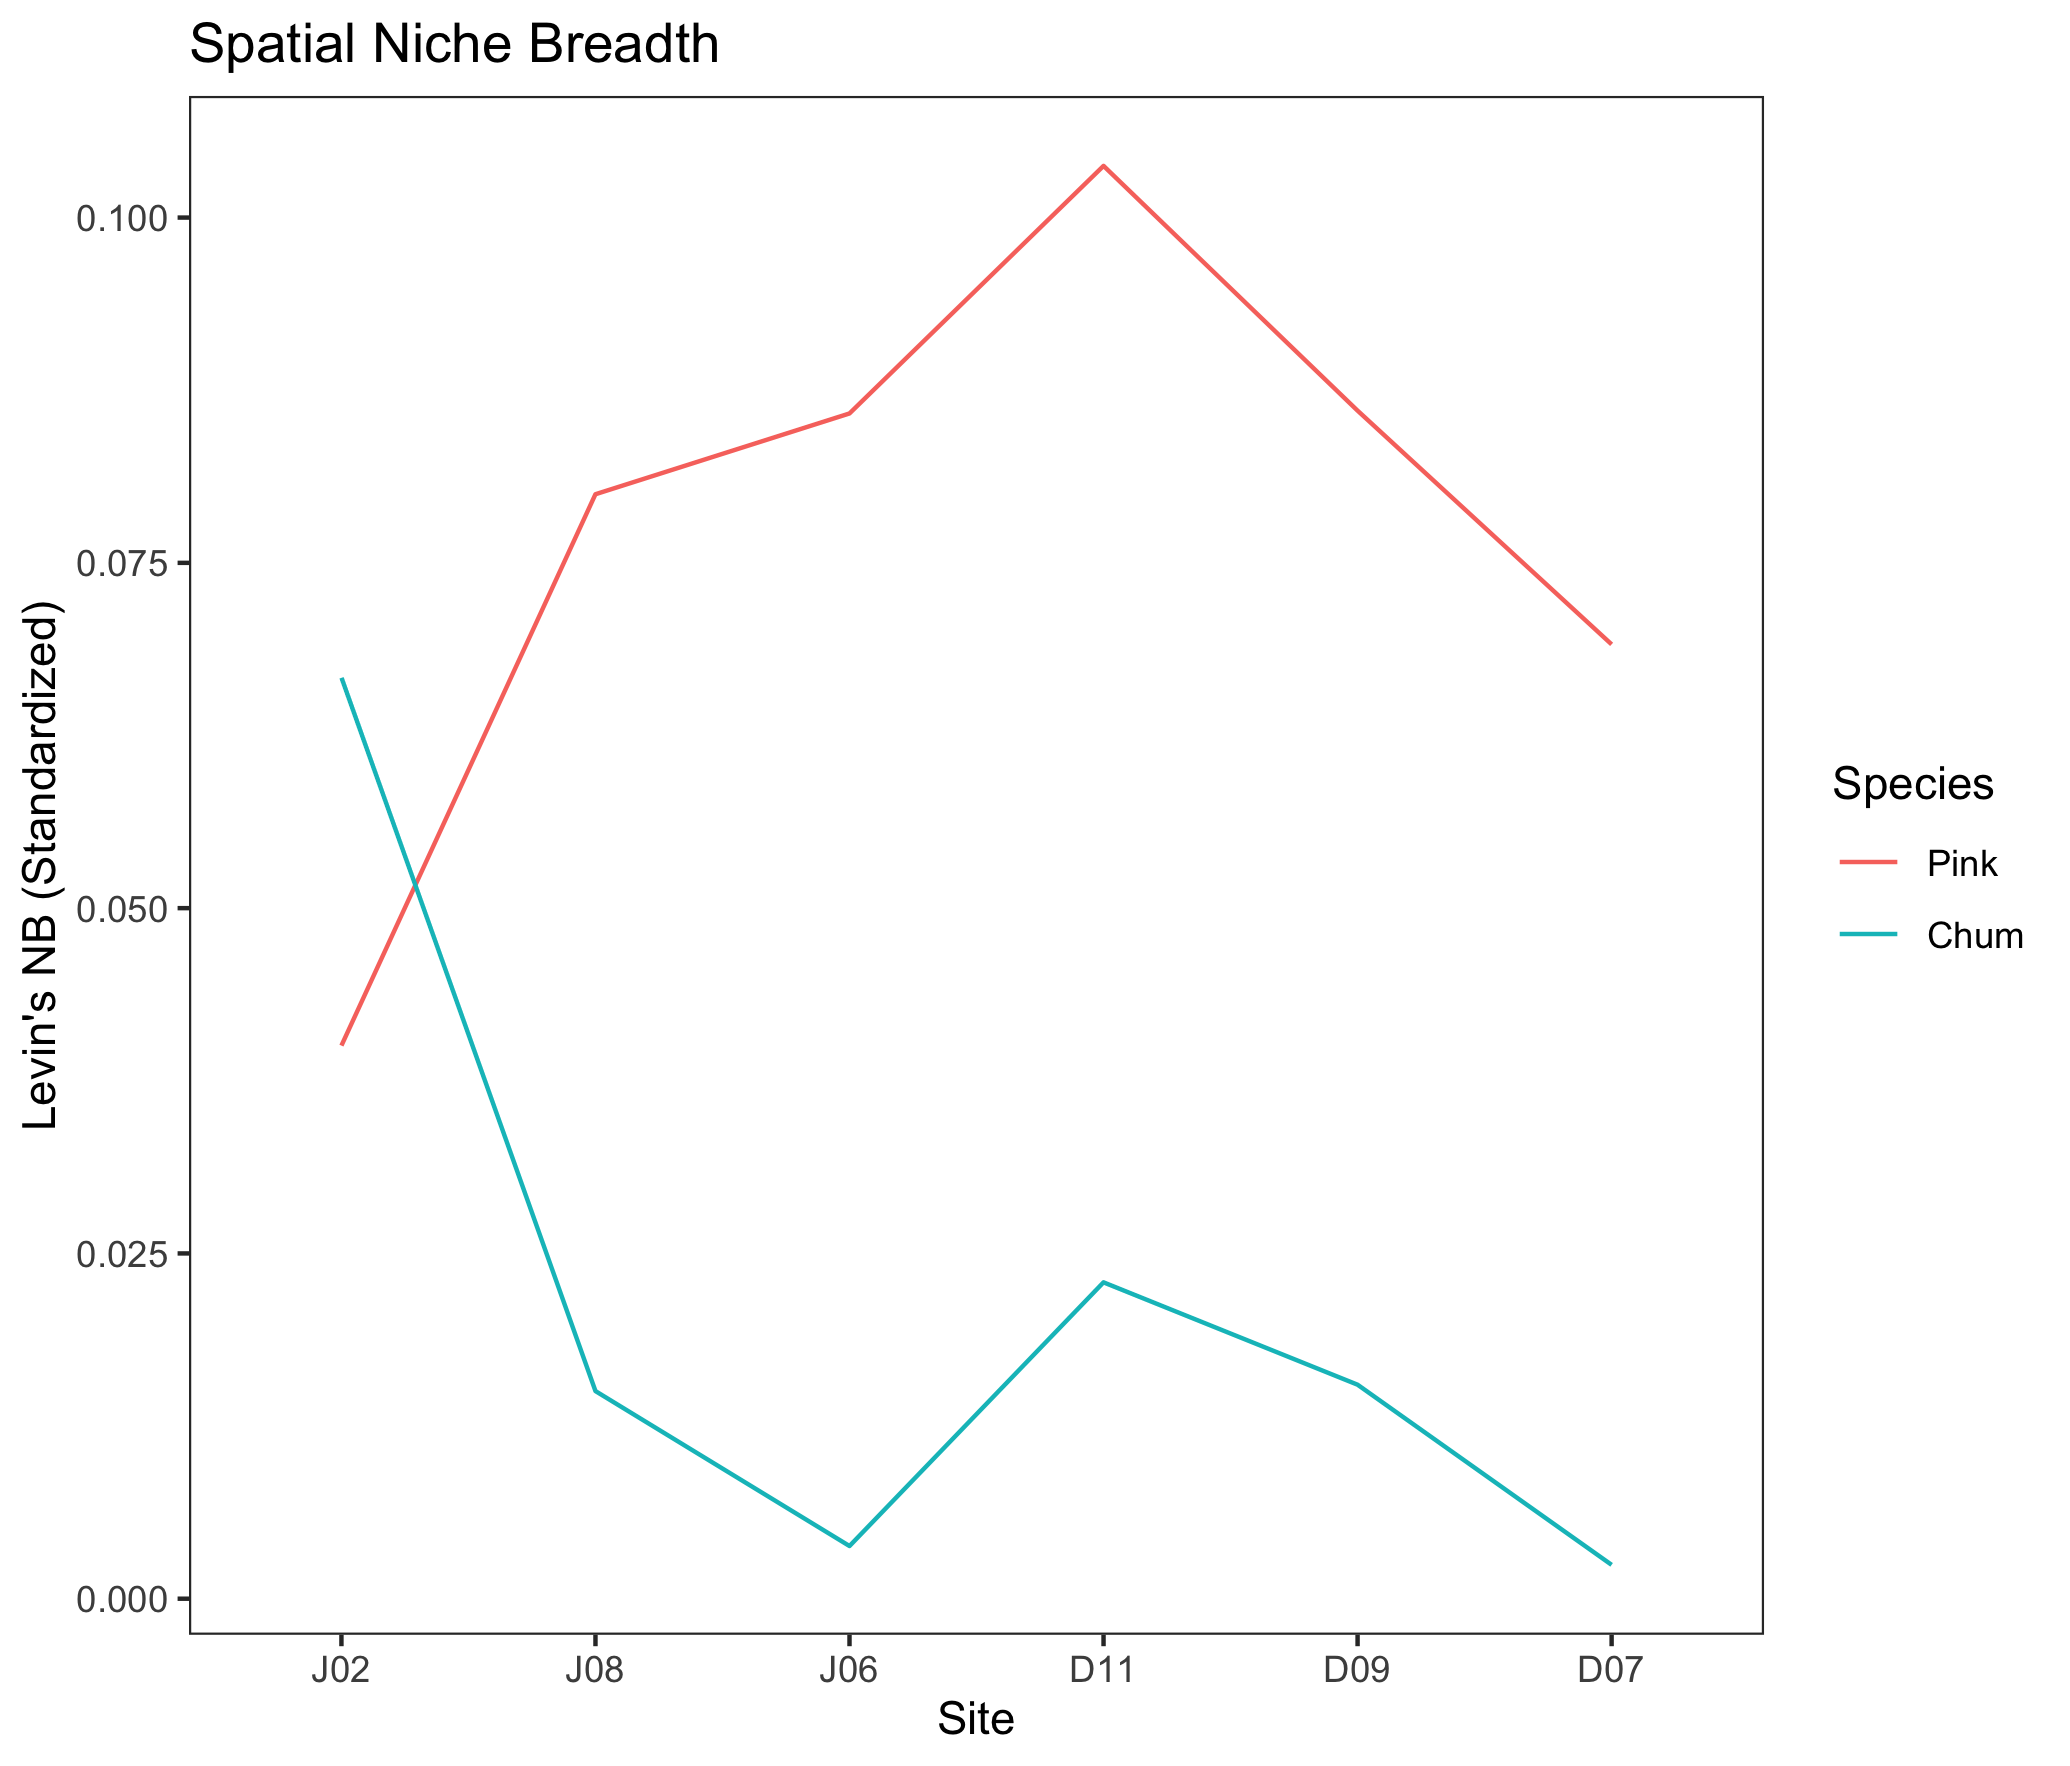 Spatial Niche Breadth
Levin's NB (Standardized)
0.100
0.075
0.050
0.025
0.000
J02 J08 J06 D11 D09 D07
Site
Species
Pink
Chum